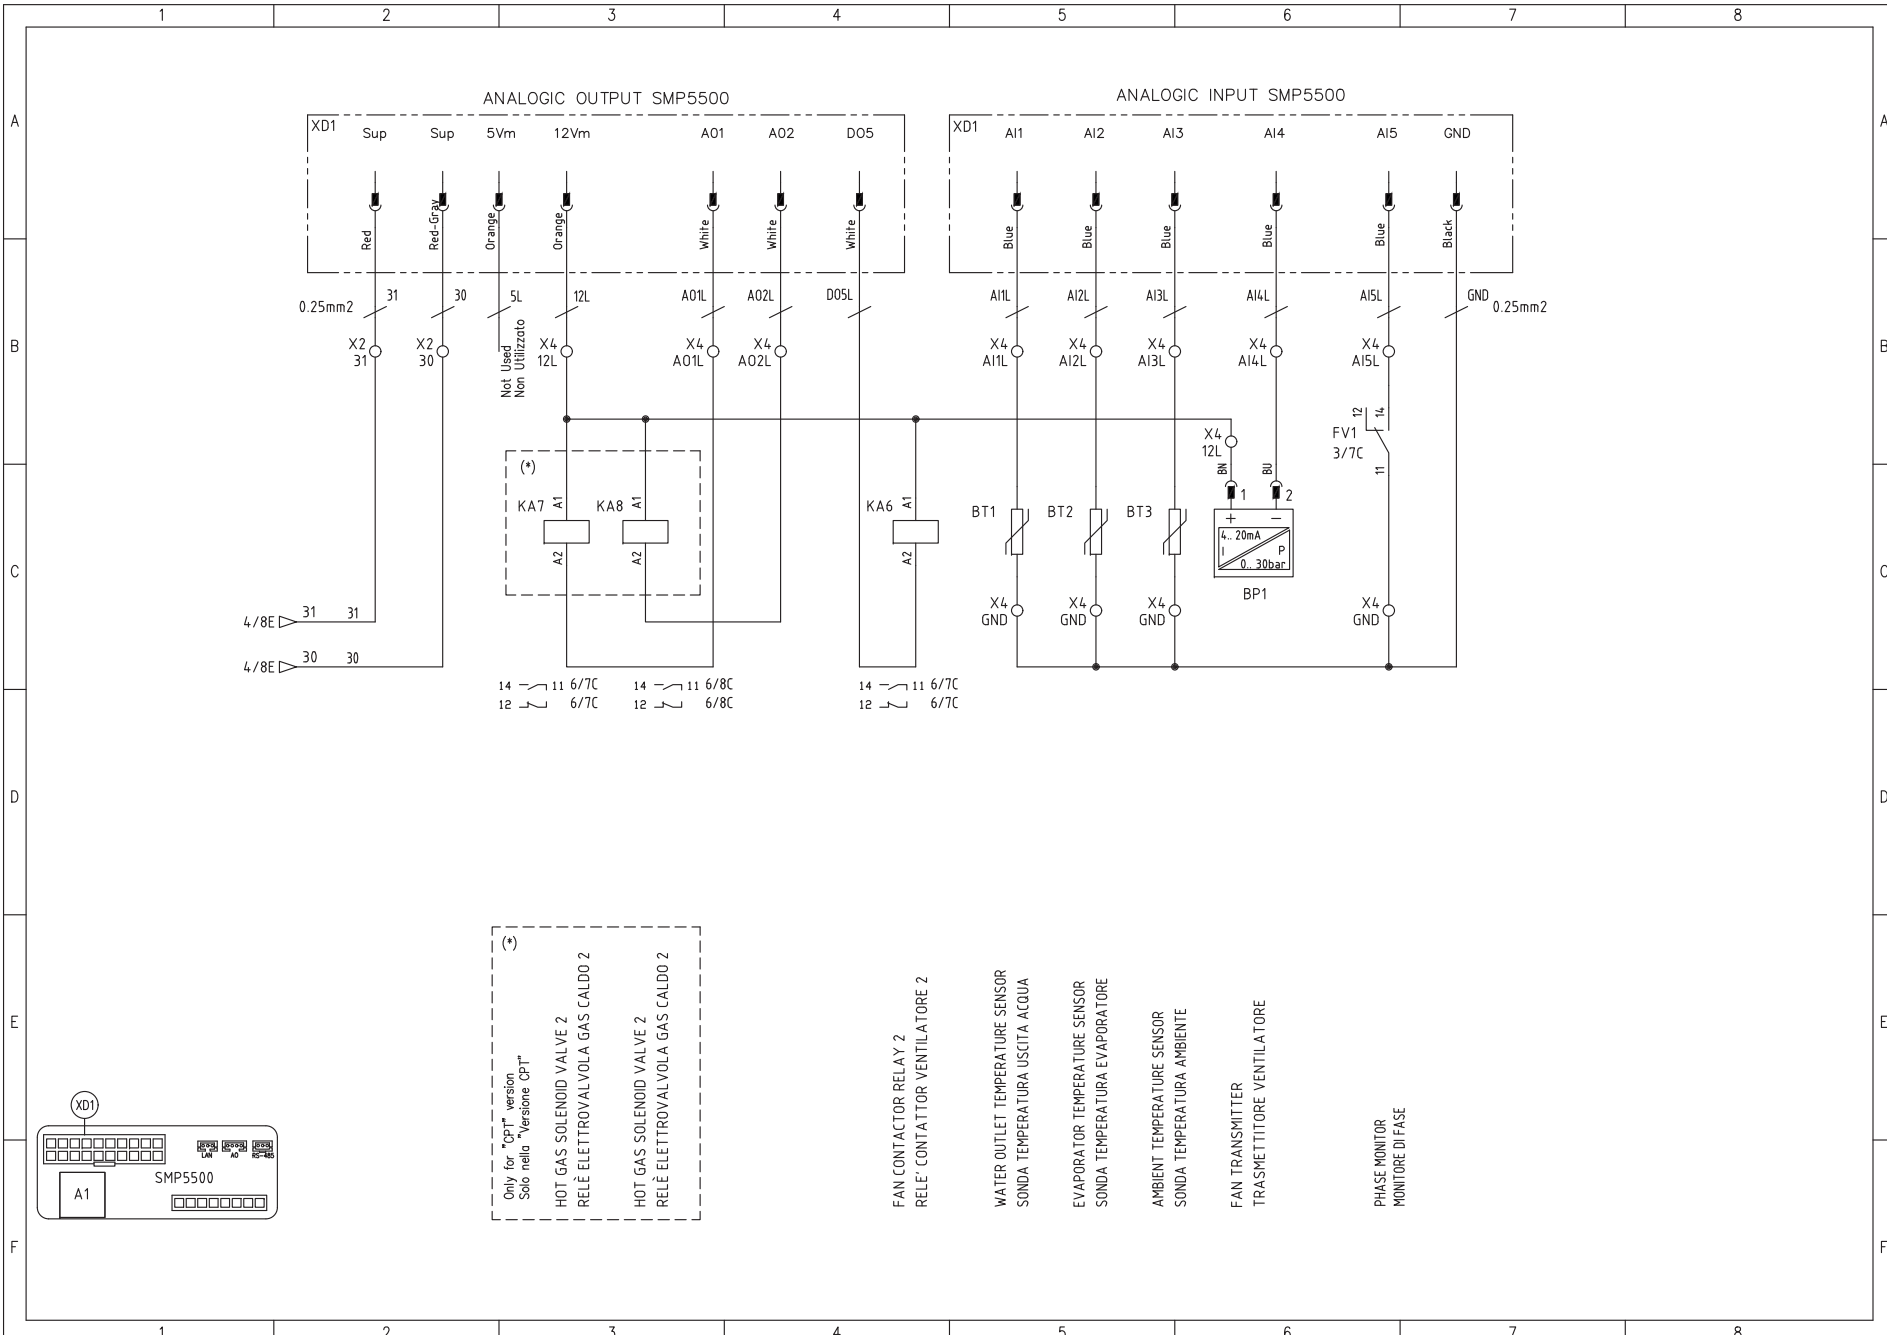 1 2 3 4 5 6 7 8
ANALOGIC OUTPUT SMP5500
ANALOGIC INPUT SMP5500
A A
XD1 Sup Sup 5Vm 12Vm AO1 AO2 DO5
XD1 AI1 AI2 AI3 AI4 AI5 GND
Red Red-Gray Orange Orange White White White
Blue Blue Blue Blue Blue Black
0.25mm2 31 30 5L 12L AO1L AO2L DO5L
AI1L AI2L AI3L AI4L AI5L GND 0.25mm2
B B
X2 X2 X4 X4 X4 X4 X4 X4 X4 X4
31 30 12L AO1L AO2L AI1L AI2L AI3L AI4L AI5L
Not Used
Non Utilizzato
12 14
X4
12L
FV1
3/7C
11
BN BU
(*)
KA7 A1 KA8 A1 KA6 A1
A2 A2 A2
BT1 BT2 BT3
1 2
+ −
4.. 20mA
I P
0.. 30bar
BP1
C C
X4 X4 X4 X4
GND GND GND GND
4/8E 31 31
4/8E 30 30
14 11 6/7C 14 11 6/8C 14 11 6/7C
12 6/7C 12 6/8C 12 6/7C
D D
(*)
Only for "CPT" version
Solo nella "Versione CPT"
HOT GAS SOLENOID VALVE 2
RELÈ ELETTROVALVOLA GAS CALDO 2
HOT GAS SOLENOID VALVE 2
RELÈ ELETTROVALVOLA GAS CALDO 2
FAN CONTACTOR RELAY 2
RELE' CONTATTOR VENTILATORE 2
WATER OUTLET TEMPERATURE SENSOR
SONDA TEMPERATURA USCITA ACQUA
EVAPORATOR TEMPERATURE SENSOR
SONDA TEMPERATURA EVAPORATORE
AMBIENT TEMPERATURE SENSOR
SONDA TEMPERATURA AMBIENTE
FAN TRANSMITTER
TRASMETTITORE VENTILATORE
PHASE MONITOR
MONITORE DI FASE
E E
XD1
LAN AO RS-485
SMP5500
A1
F F
1 2 3 4 5 6 7 8